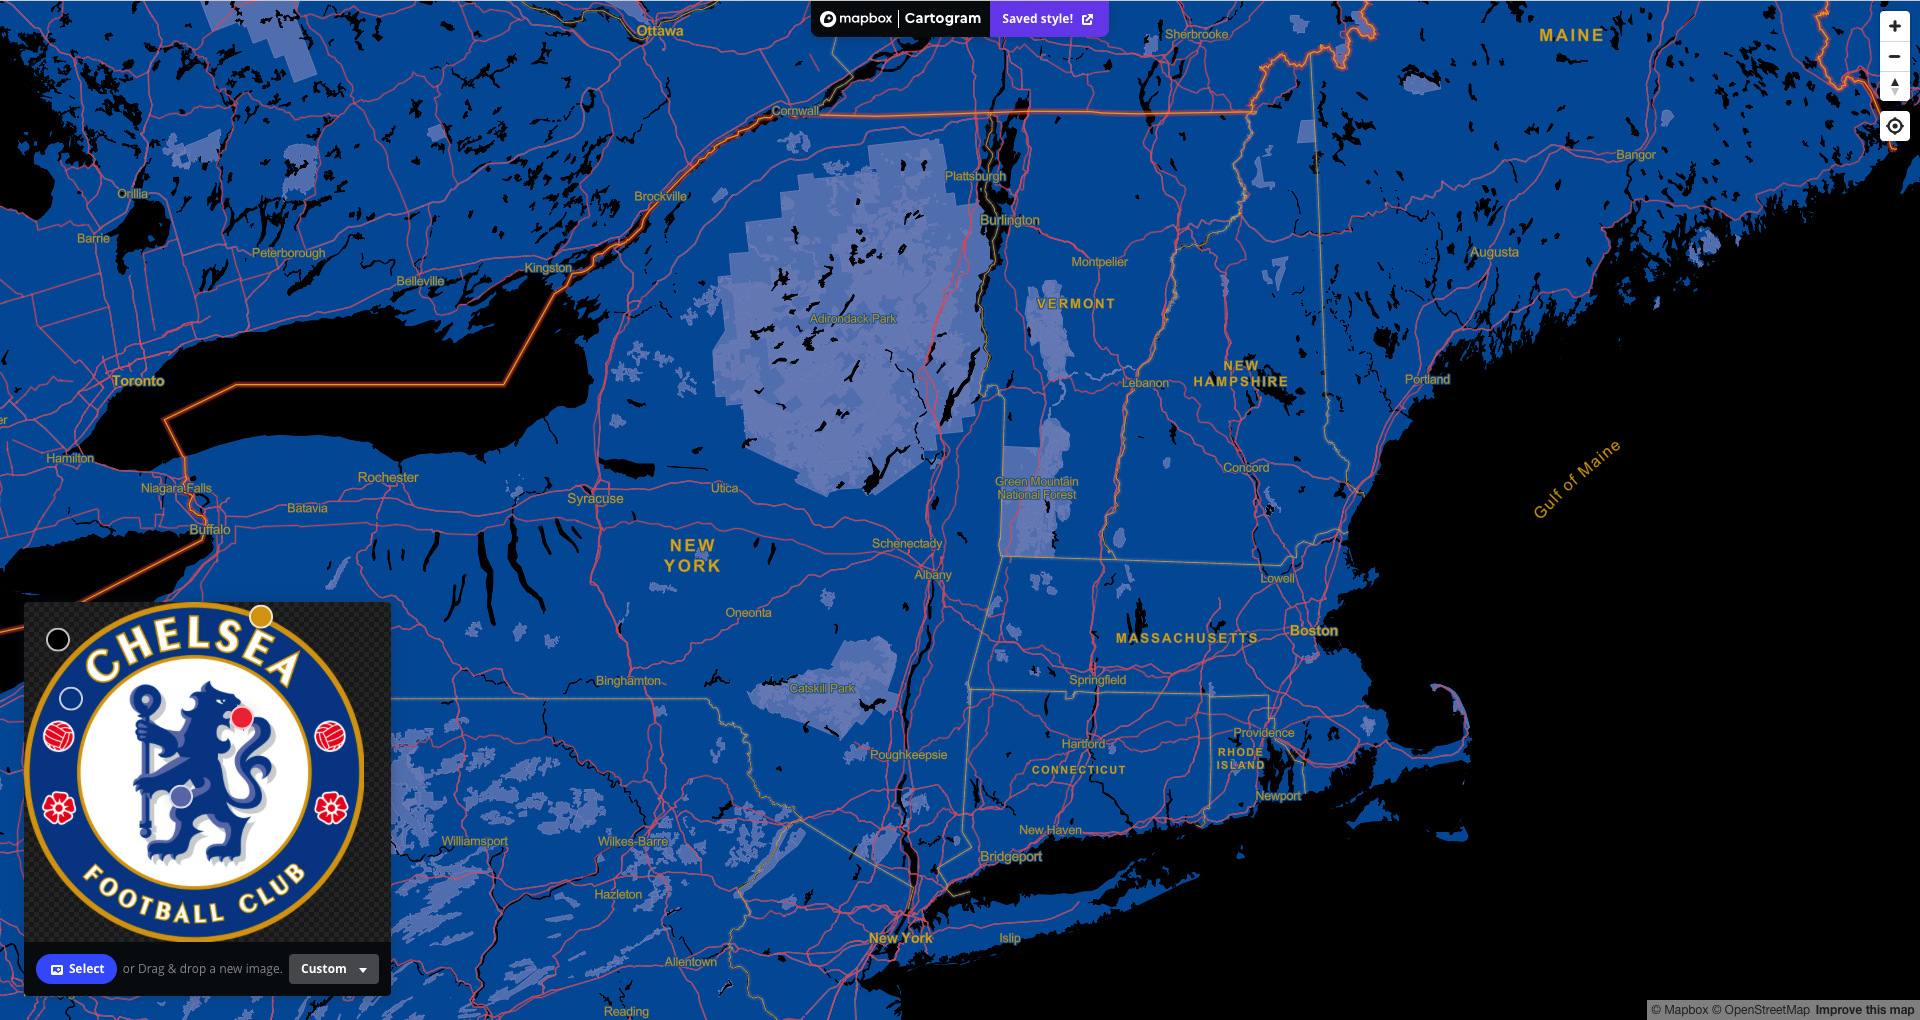 mapbox | Cartogram
Saved style!
Ottawa
Sherbrooke
MAINE
Cornwall
Bangor
Plattsburgh
Orillia
Brockville
Burlington
Barrie
Peterborough
Augusta
Montpelier
Kingston
Belleville
VERMONT
Adirondack Park
NEW
HAMPSHIRE
Toronto
Lebanon
Portland
Hamilton
Concord
Gulf of Maine
Rochester
Niagara Falls
Utica
Green Mountain
National Forest
Syracuse
Batavia
Buffalo
NEW
YORK
Schenectady
Albany
Lowell
Oneonta
MASSACHUSETTS
Boston
Binghamton
Catskill Park
Springfield
Providence
Hartford
RHODE
ISLAND
Poughkeepsie
CONNECTICUT
Newport
New Haven
Williamsport
Wilkes-Barre
Bridgeport
Hazleton
New York
Islip
Allentown
Reading
CHELSEA
FOOTBALL CLUB
Select
or Drag & drop a new image.
Custom
© Mapbox © OpenStreetMap Improve this map